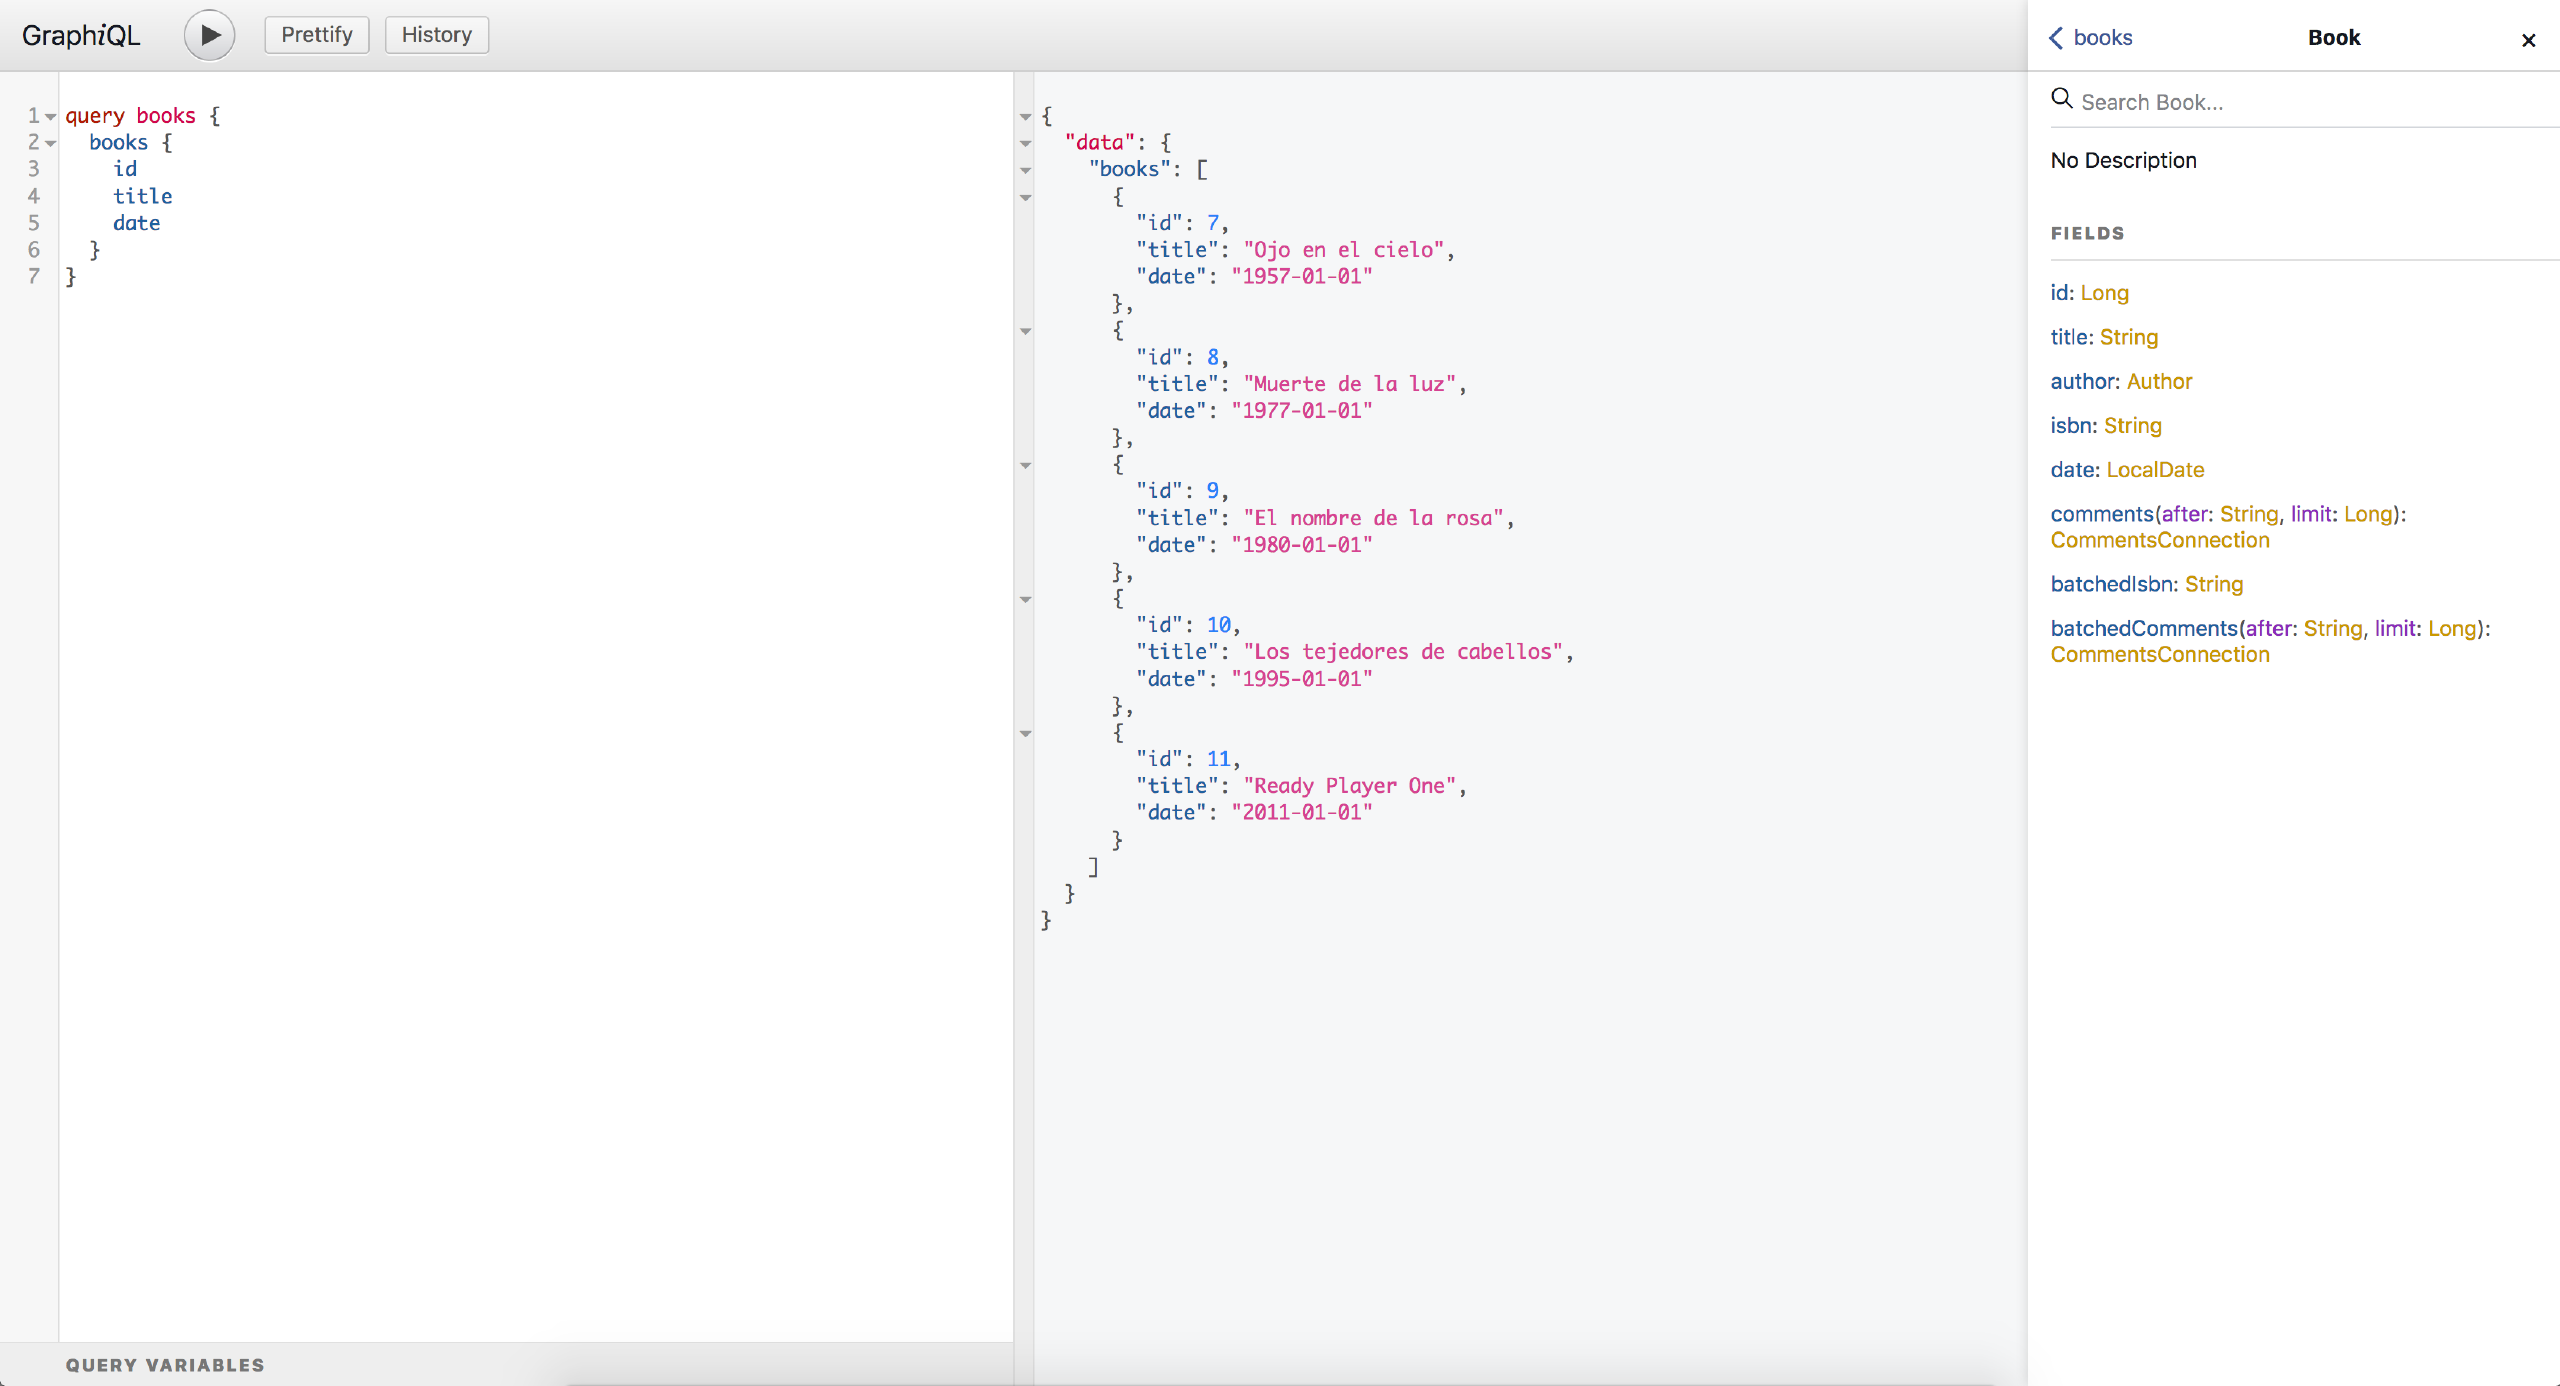 GraphiQL Prettify History
1 query books {
2   books {
3     id
4     title
5     date
6   }
7 }
QUERY VARIABLES
{
  "data": {
    "books": [
      {
        "id": 7,
        "title": "Ojo en el cielo",
        "date": "1957-01-01"
      },
      {
        "id": 8,
        "title": "Muerte de la luz",
        "date": "1977-01-01"
      },
      {
        "id": 9,
        "title": "El nombre de la rosa",
        "date": "1980-01-01"
      },
      {
        "id": 10,
        "title": "Los tejedores de cabellos",
        "date": "1995-01-01"
      },
      {
        "id": 11,
        "title": "Ready Player One",
        "date": "2011-01-01"
      }
    ]
  }
}
books Book ×
Search Book...
No Description
FIELDS
id: Long
title: String
author: Author
isbn: String
date: LocalDate
comments(after: String, limit: Long):
CommentsConnection
batchedIsbn: String
batchedComments(after: String, limit: Long):
CommentsConnection